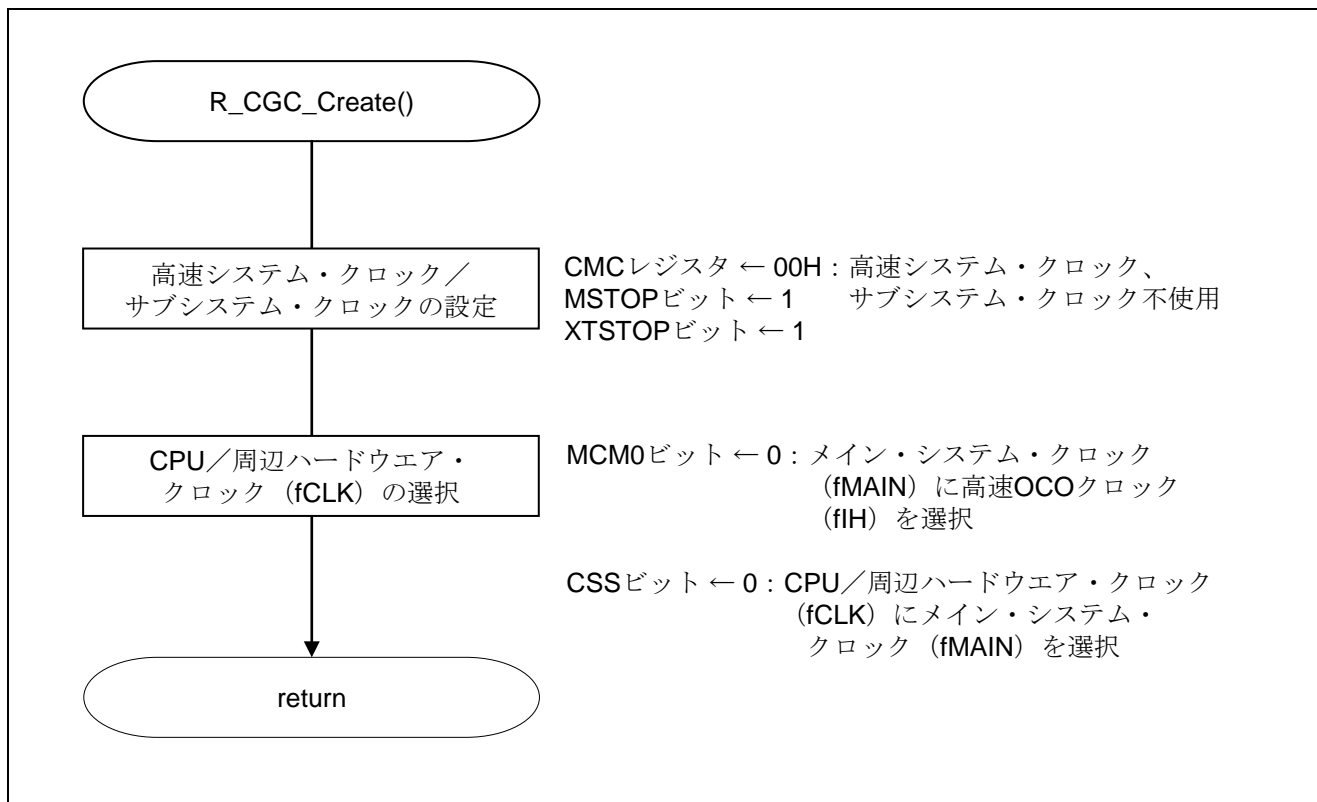 R_CGC_Create()
高速システム・クロック／
サブシステム・クロックの設定
CMCレジスタ ← 00H：高速システム・クロック、
MSTOPビット ← 1 サブシステム・クロック不使用
XTSTOPビット ← 1
CPU／周辺ハードウエア・
クロック（fCLK）の選択
MCM0ビット ← 0：メイン・システム・クロック
（fMAIN）に高速OCOクロック
（fIH）を選択
CSSビット ← 0：CPU／周辺ハードウエア・クロック
（fCLK）にメイン・システム・
クロック（fMAIN）を選択
return